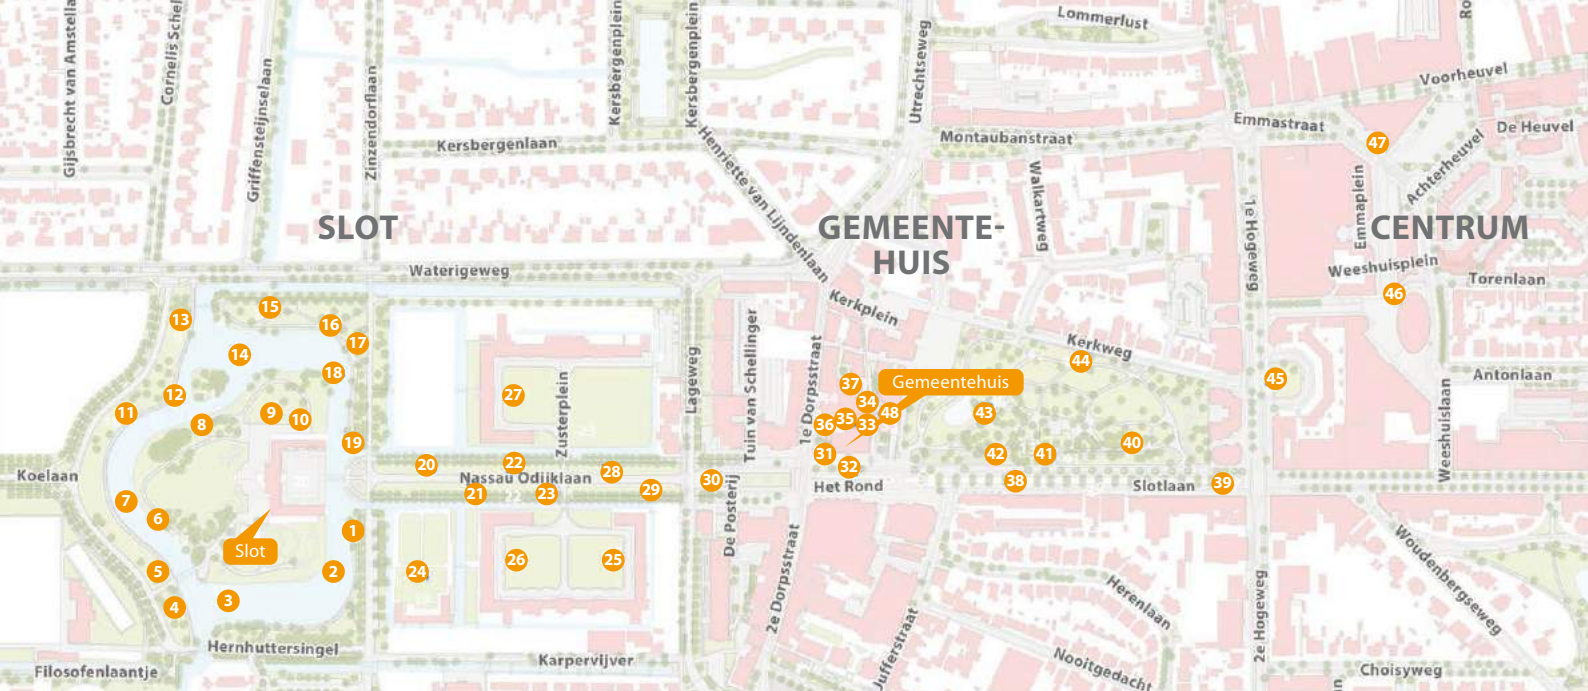 Gijsbrecht van Amstella
Cornelis Schel
Griffenseijnselaan
Zinzendorflaan
Kersbergenplein
Kersbergenplein
Utrechtseweg
Lommerlust
Ro
Voorheuvel
Emmastraat
De Heuvel
47
Montaubanstraat
Kersbergenlaan
Henriette van Lijndenlaan
Walkartweg
1e Hogeweg
Emmaplein
Achterheuvel
SLOT
GEMEENTE-
HUIS
CENTRUM
Waterigeweg
Weeshuisplein
Torenlaan
46
Kerkplein
Kerkweg
15
13
16
17
14
18
12
11
9
10
8
19
27
Zusterplein
Lageweg
Tuin van Schellinger
1e Dorpsstraat
37
Gemeentehuis
34
48
35
36
33
31
32
44
43
42
41
40
45
Antonlaan
Weeshuislaan
Koelaan
20
22
28
Nassau Odijklaan
21
22
23
29
30
De Posterij
Het Rond
38
Slotlaan
39
7
6
1
Slot
5
2
3
4
24
26
25
2e Dorpsstraat
Jufferstraat
Herenlaan
Nooitgedacht
2e Hogeweg
Woudenbergseweg
Hernhuttersingel
Filosofenlaantje
Karpervijver
Choisyweg